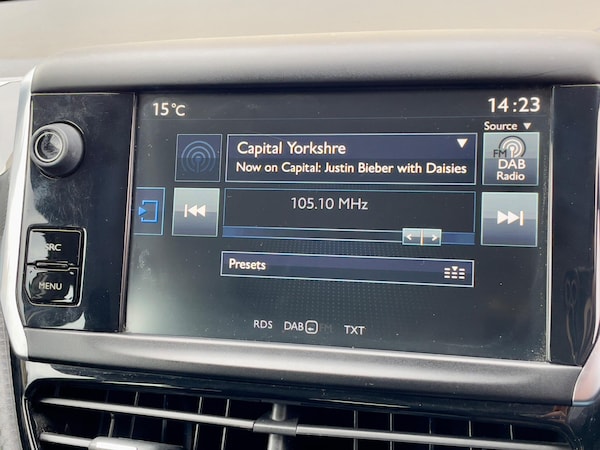 15°C
14:23
Source ▼
Capital Yorkshre ▼
Now on Capital: Justin Bieber with Daisies
FM
DAB
Radio
105.10 MHz
SRC
MENU
Presets
RDS DAB FM TXT